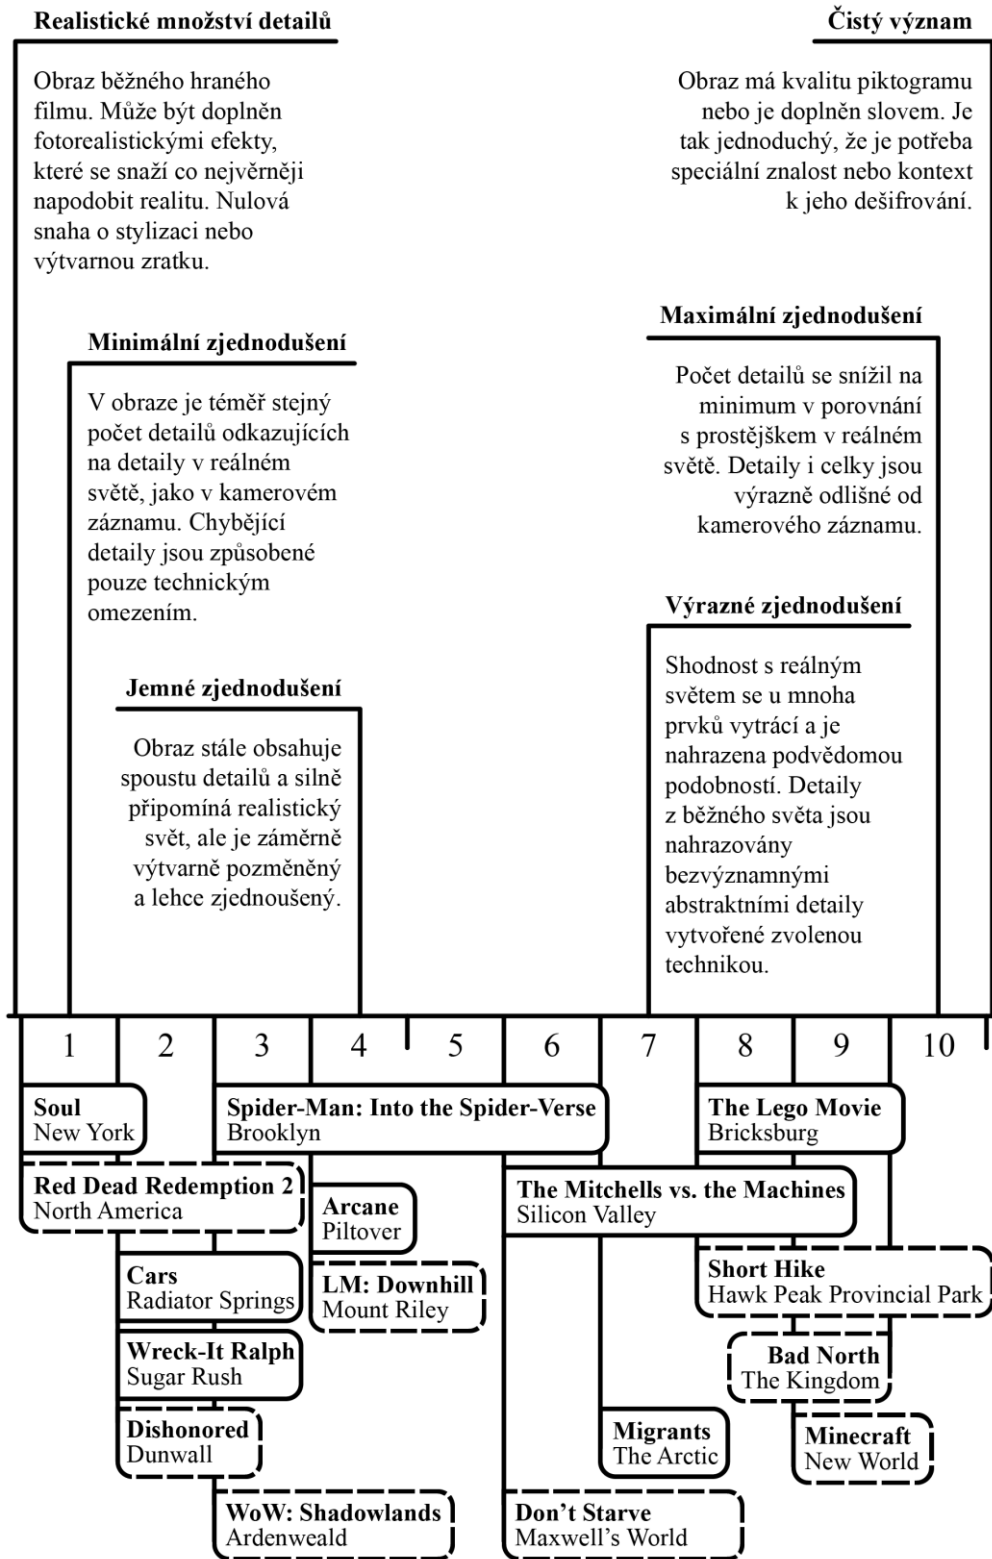 Realistické množství detailů
Obraz běžného hraného
filmu. Může být doplněn
fotorealistickými efekty,
které se snaží co nejvěrněji
napodobit realitu. Nulová
snaha o stylizaci nebo
výtvarnou zratku.
Čistý význam
Obraz má kvalitu piktogramu
nebo je doplněn slovem. Je
tak jednoduchý, že je potřeba
speciální znalost nebo kontext
k jeho dešifrování.
Minimální zjednodušení
V obraze je téměř stejný
počet detailů odkazujících
na detaily v reálném
světě, jako v kamerovém
záznamu. Chybějící
detaily jsou způsobené
pouze technickým
omezením.
Maximální zjednodušení
Počet detailů se snížil na
minimum v porovnání
s prostějškem v reálném
světě. Detaily i celky jsou
výrazně odlišné od
kamerového záznamu.
Jemné zjednodušení
Obraz stále obsahuje
spoustu detailů a silně
připomíná realistický
svět, ale je záměrně
výtvarně pozměněný
a lehce zjednoušený.
Výrazné zjednodušení
Shodnost s reálným
světem se u mnoha
prvků vytrácí a je
nahrazena podvědomou
podobností. Detaily
z běžného světa jsou
nahrazovány
bezvýznamnými
abstraktními detaily
vytvořené zvolenou
technikou.
1 2 3 4 5 6 7 8 9 10
Soul
New York
Spider-Man: Into the Spider-Verse
Brooklyn
The Lego Movie
Bricksburg
Red Dead Redemption 2
North America
Arcane
Piltover
The Mitchells vs. the Machines
Silicon Valley
Cars
Radiator Springs
LM: Downhill
Mount Riley
Short Hike
Hawk Peak Provincial Park
Wreck-It Ralph
Sugar Rush
Bad North
The Kingdom
Dishonored
Dunwall
Migrants
The Arctic
Minecraft
New World
WoW: Shadowlands
Ardenweald
Don't Starve
Maxwell's World